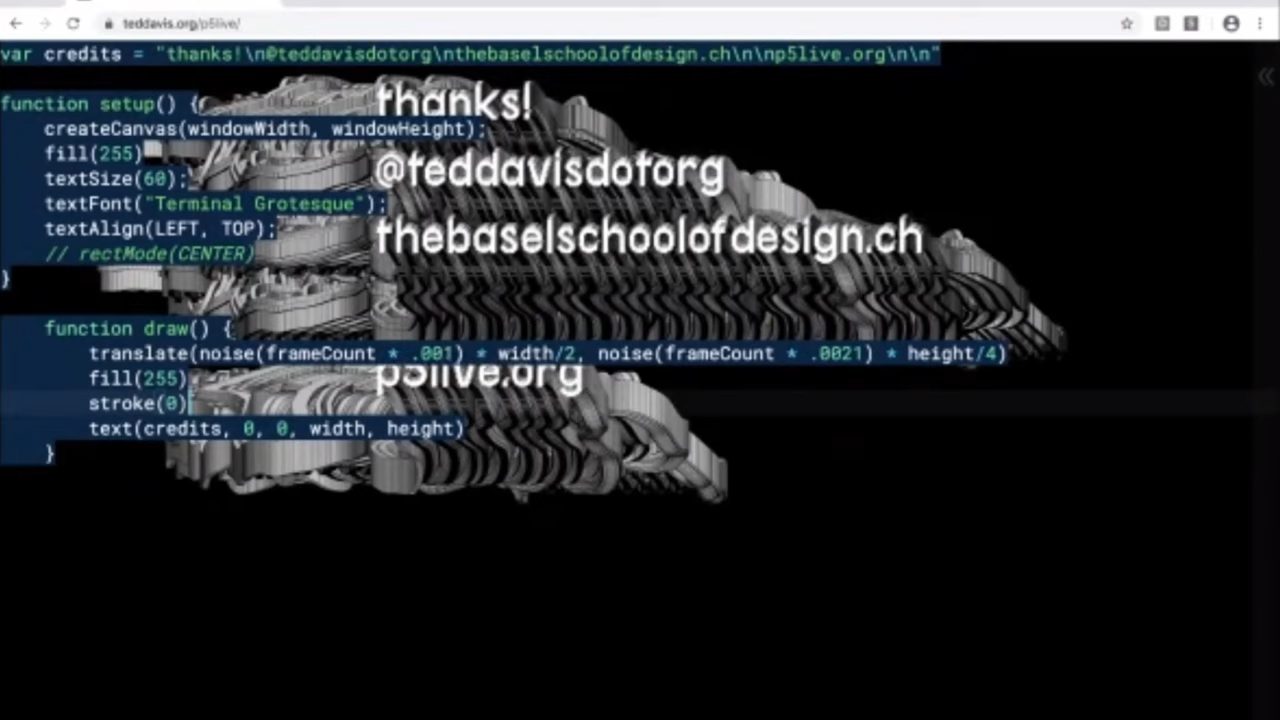 teddavis.org/p5live/
var credits = "thanks!\n@teddavisdotorg\nthebaselschoolofdesign.ch\n\np5live.org\n\n"
function setup() {
createCanvas(windowWidth, windowHeight);
fill(255)
textSize(60);
textFont("Terminal Grotesque");
textAlign(LEFT, TOP);
// rectMode(CENTER)
}
function draw() {
translate(noise(frameCount * .001) * width/2, noise(frameCount * .0021) * height/4)
fill(255)
stroke(0)
text(credits, 0, 0, width, height)
}
thanks!
@teddavisdotorg
thebaselschoolofdesign.ch
p5live.org